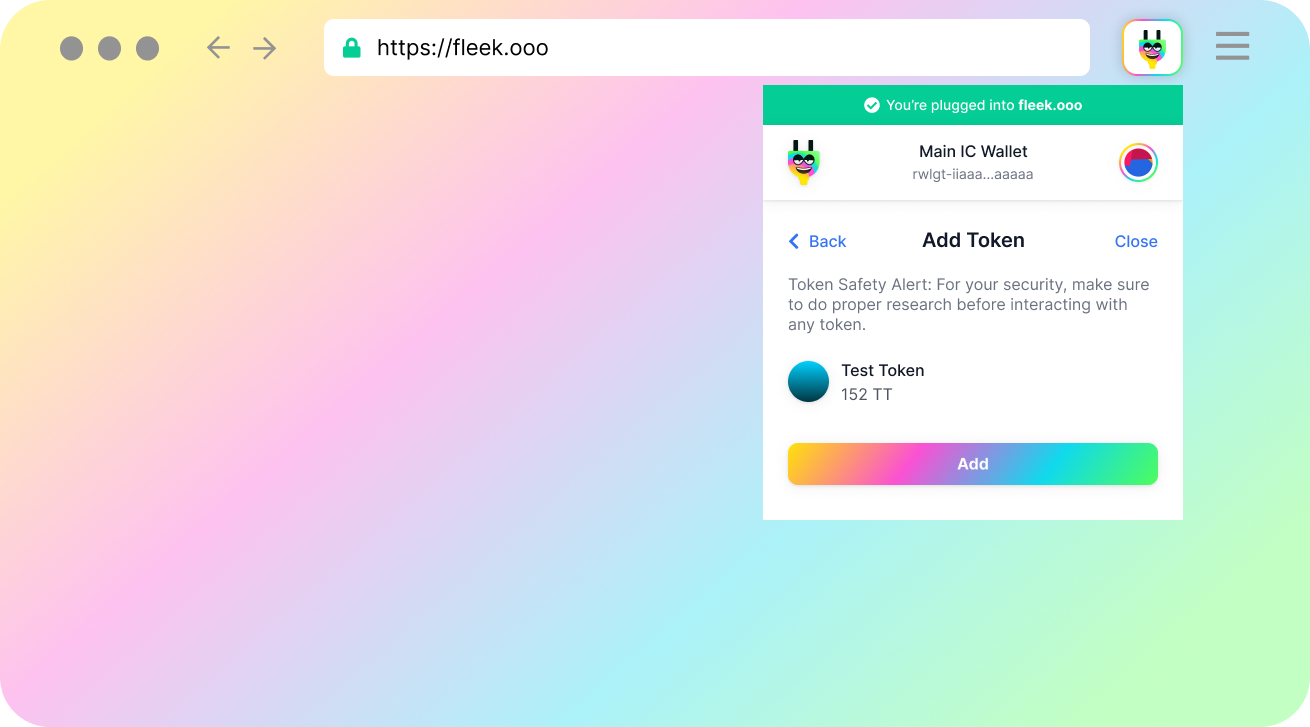 https://fleek.ooo
You're plugged into fleek.ooo
Main IC Wallet
rwlgt-iiaaa...aaaaa
Back
Add Token
Close
Token Safety Alert: For your security, make sure
to do proper research before interacting with
any token.
Test Token
152 TT
Add